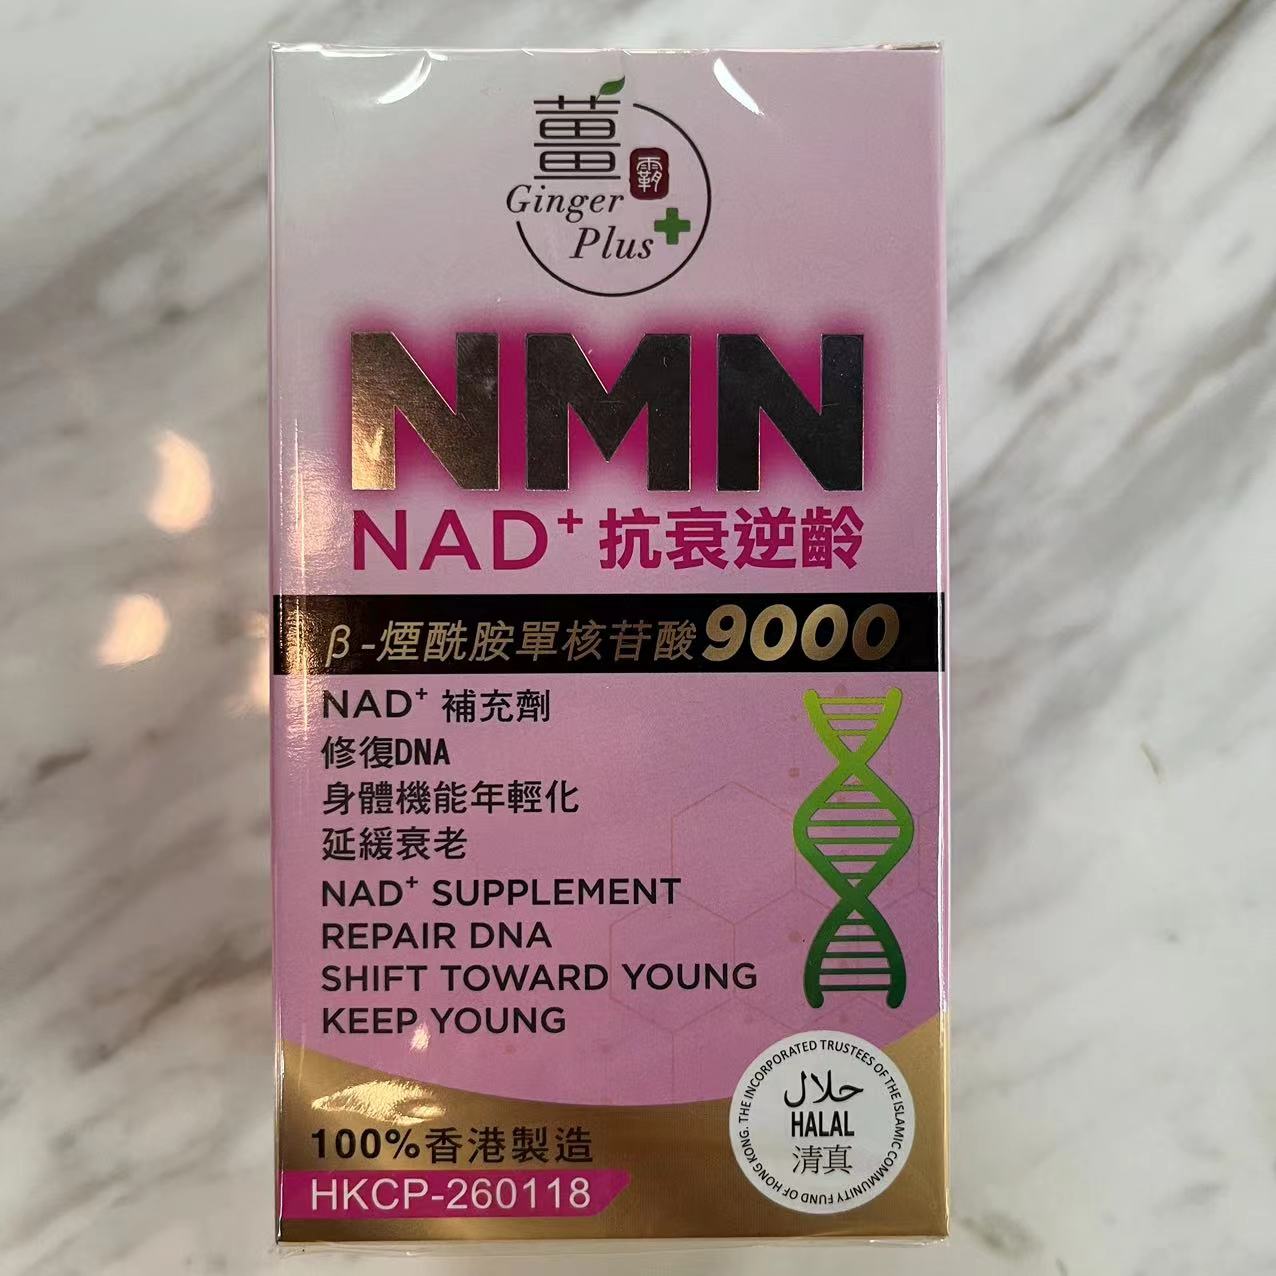 薑
霸
Ginger
Plus
NMN
NAD⁺ 抗衰逆齡
β-煙酰胺單核苷酸9000
NAD⁺ 補充劑
修復DNA
身體機能年輕化
延緩衰老
NAD⁺ SUPPLEMENT
REPAIR DNA
SHIFT TOWARD YOUNG
KEEP YOUNG
100%香港製造
HKCP-260118
THE INCORPORATED TRUSTEES OF THE ISLAMIC COMMUNITY FUND OF HONG KONG.
حلال
HALAL
清真